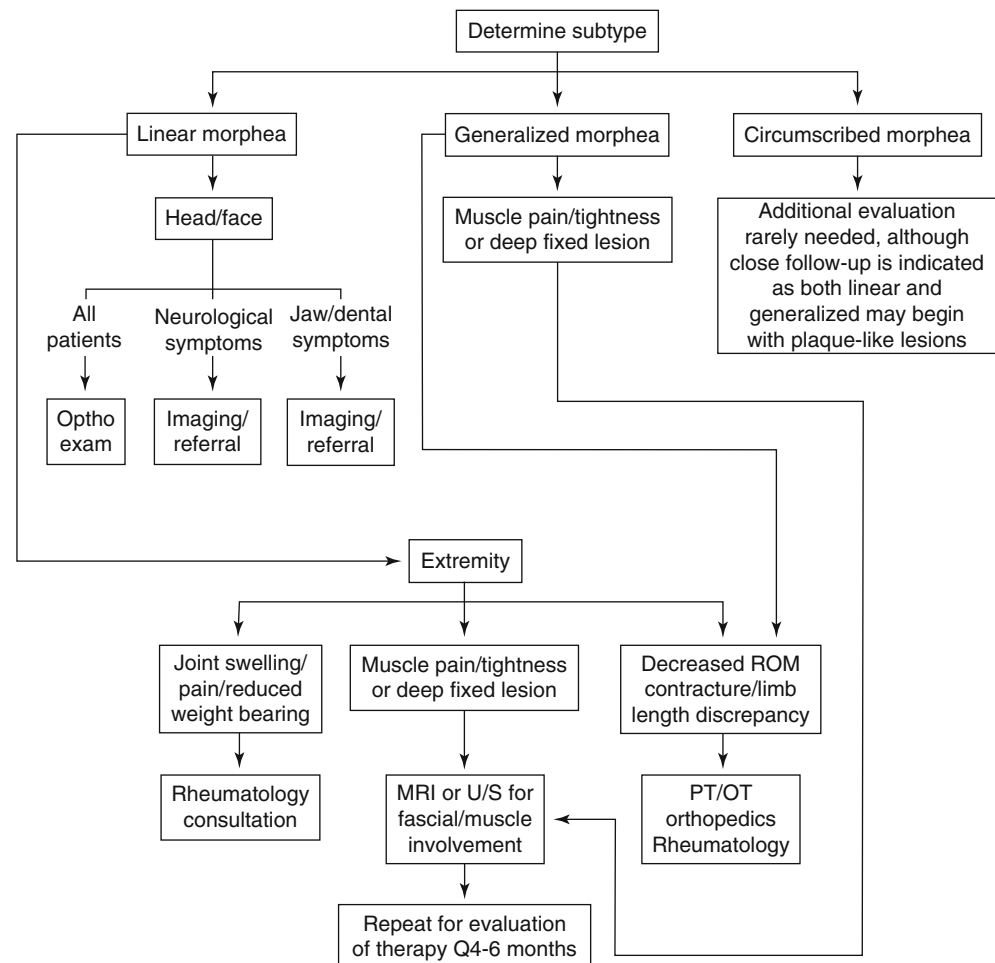 Determine subtype
Linear morphea
Generalized morphea
Circumscribed morphea
Head/face
Muscle pain/tightness
or deep fixed lesion
Additional evaluation
rarely needed, although
close follow-up is indicated
as both linear and
generalized may begin
with plaque-like lesions
All
patients
Neurological
symptoms
Jaw/dental
symptoms
Optho
exam
Imaging/
referral
Imaging/
referral
Extremity
Joint swelling/
pain/reduced
weight bearing
Muscle pain/tightness
or deep fixed lesion
Decreased ROM
contracture/limb
length discrepancy
Rheumatology
consultation
MRI or U/S for
fascial/muscle
involvement
PT/OT
orthopedics
Rheumatology
Repeat for evaluation
of therapy Q4-6 months